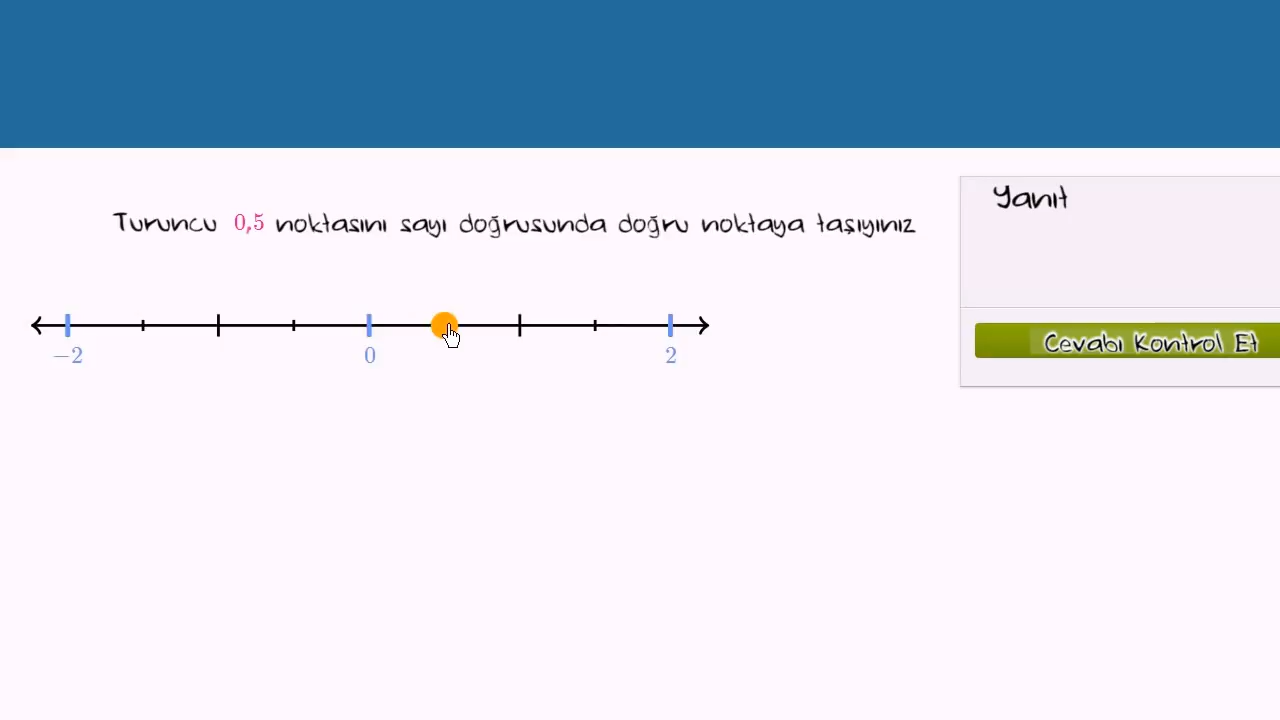 Turuncu 0,5 noktasını sayı doğrusunda doğru noktaya taşıyınız
Yanıt
−2 0 2
Cevabı Kontrol Et